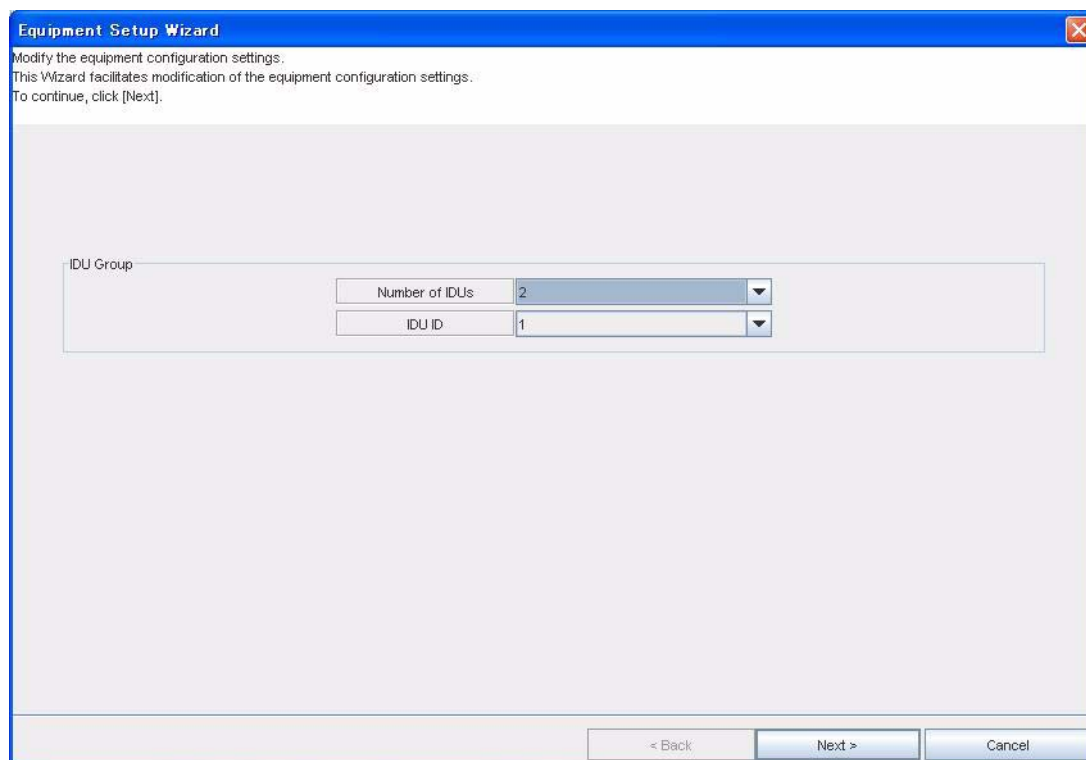 Equipment Setup Wizard
Modify the equipment configuration settings.
This Wizard facilitates modification of the equipment configuration settings.
To continue, click [Next].
IDU Group
Number of IDUs 2
IDU ID 1
< Back Next > Cancel